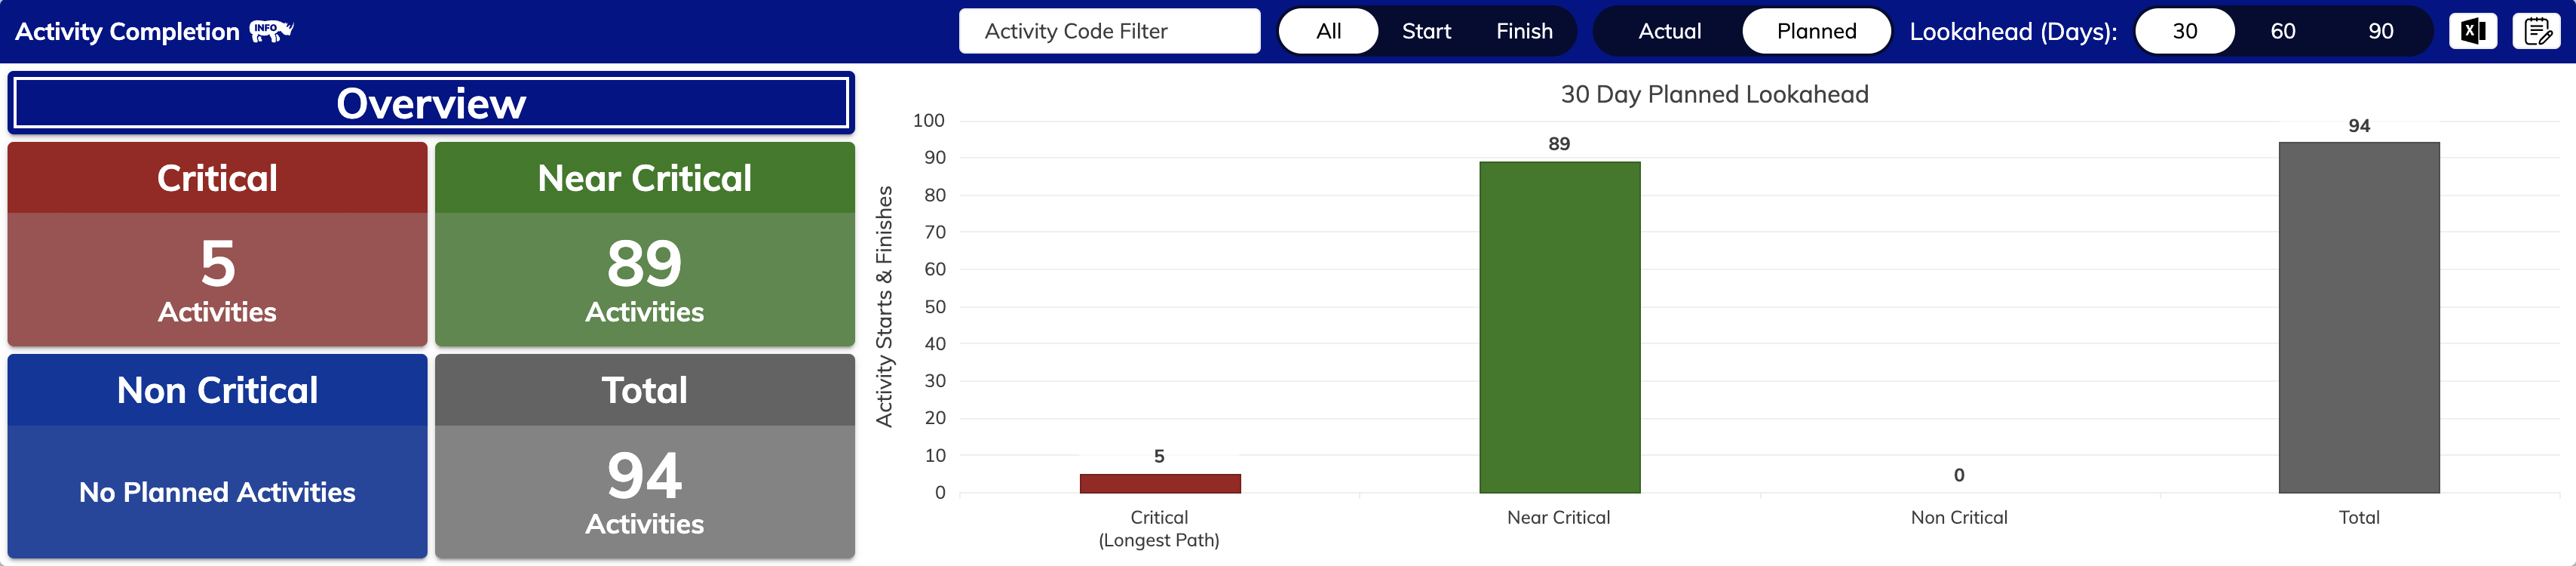 Activity Completion INFO
Activity Code Filter
All Start Finish
Actual Planned
Lookahead (Days): 30 60 90
X
Overview
Critical
5
Activities
Near Critical
89
Activities
Non Critical
No Planned Activities
Total
94
Activities
30 Day Planned Lookahead
Activity Starts & Finishes
100
90
80
70
60
50
40
30
20
10
0
5
89
0
94
Critical
(Longest Path)
Near Critical
Non Critical
Total